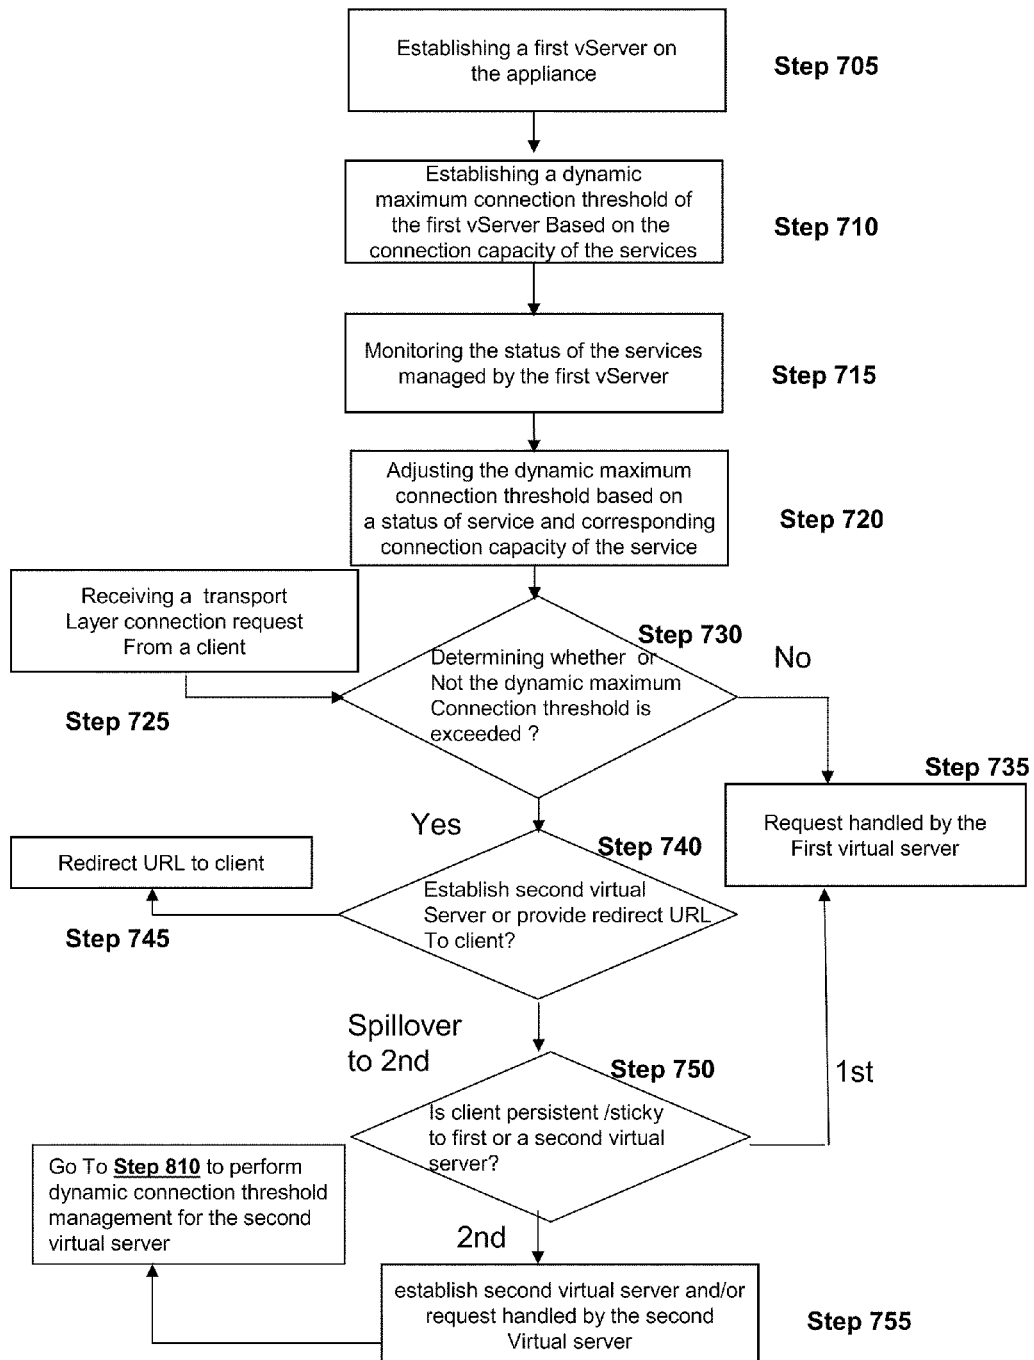 Establishing a first vServer on
the appliance
Step 705
Establishing a dynamic
maximum connection threshold of
the first vServer Based on the
connection capacity of the services
Step 710
Monitoring the status of the services
managed by the first vServer
Step 715
Adjusting the dynamic maximum
connection threshold based on
a status of service and corresponding
connection capacity of the service
Step 720
Receiving a transport
Layer connection request
From a client
Step 725
Step 730
Determining whether or
Not the dynamic maximum
Connection threshold is
exceeded ?
No
Step 735
Request handled by the
First virtual server
Yes
Step 740
Establish second virtual
Server or provide redirect URL
To client?
Redirect URL to client
Step 745
Spillover
to 2nd
Step 750
Is client persistent /sticky
to first or a second virtual
server?
1st
Go To Step 810 to perform
dynamic connection threshold
management for the second
virtual server
2nd
establish second virtual server and/or
request handled by the second
Virtual server
Step 755